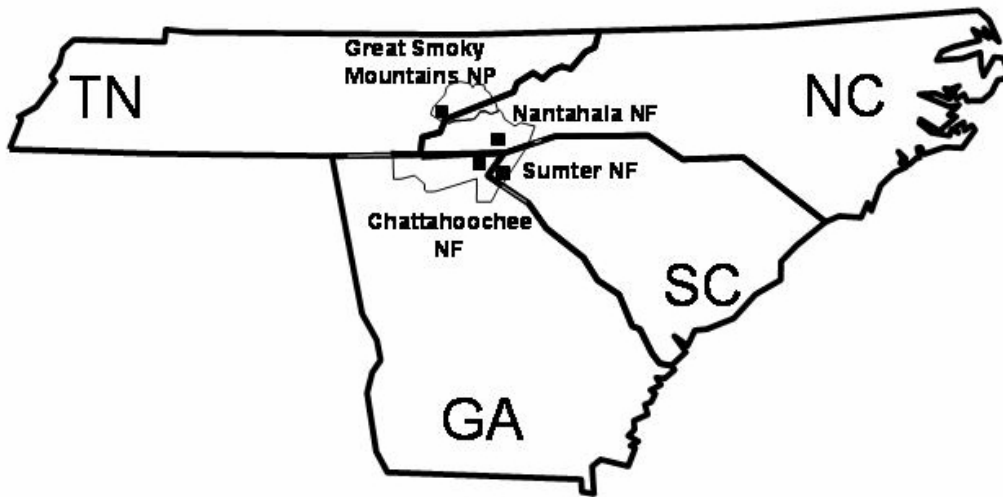 Great Smoky
Mountains NP
TN
NC
Nantahala NF
Sumter NF
Chattahoochee
NF
SC
GA